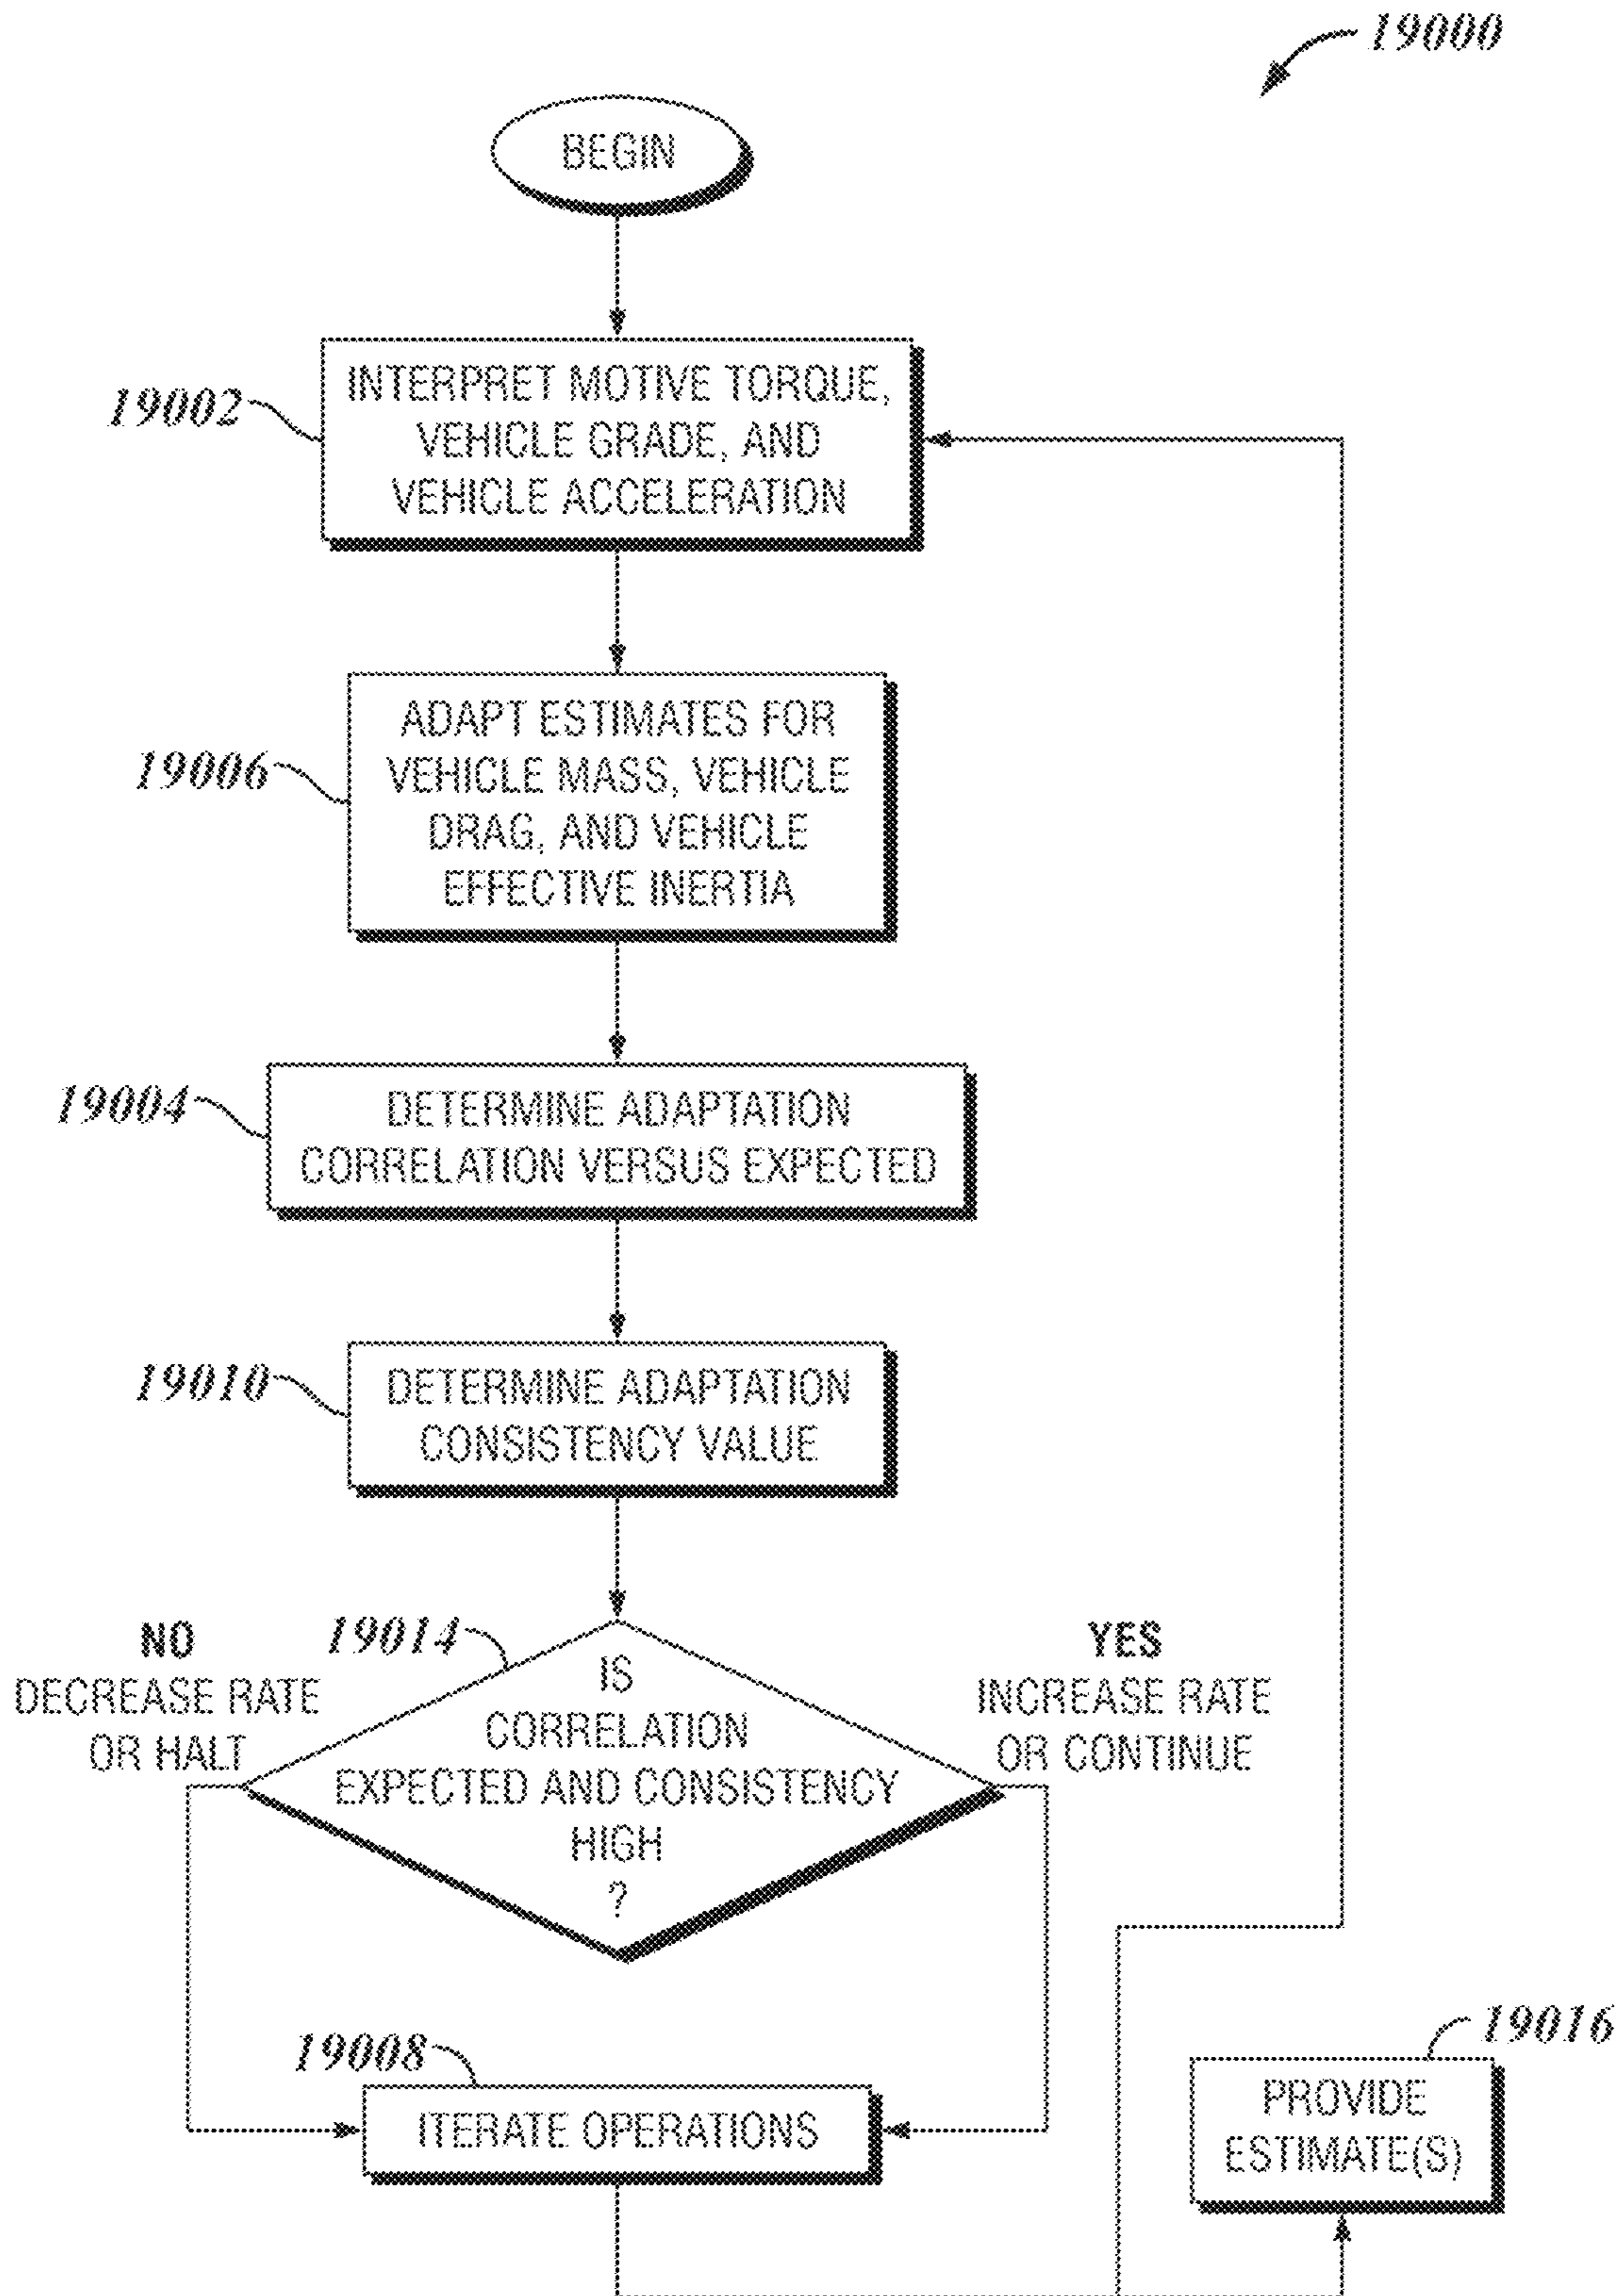 19000
BEGIN
19002
INTERPRET MOTIVE TORQUE,
VEHICLE GRADE, AND
VEHICLE ACCELERATION
19006
ADAPT ESTIMATES FOR
VEHICLE MASS, VEHICLE
DRAG, AND VEHICLE
EFFECTIVE INERTIA
19004
DETERMINE ADAPTATION
CORRELATION VERSUS EXPECTED
19010
DETERMINE ADAPTATION
CONSISTENCY VALUE
NO
DECREASE RATE
OR HALT
19014
IS
CORRELATION
EXPECTED AND CONSISTENCY
HIGH
?
YES
INCREASE RATE
OR CONTINUE
19008
ITERATE OPERATIONS
19016
PROVIDE
ESTIMATE(S)